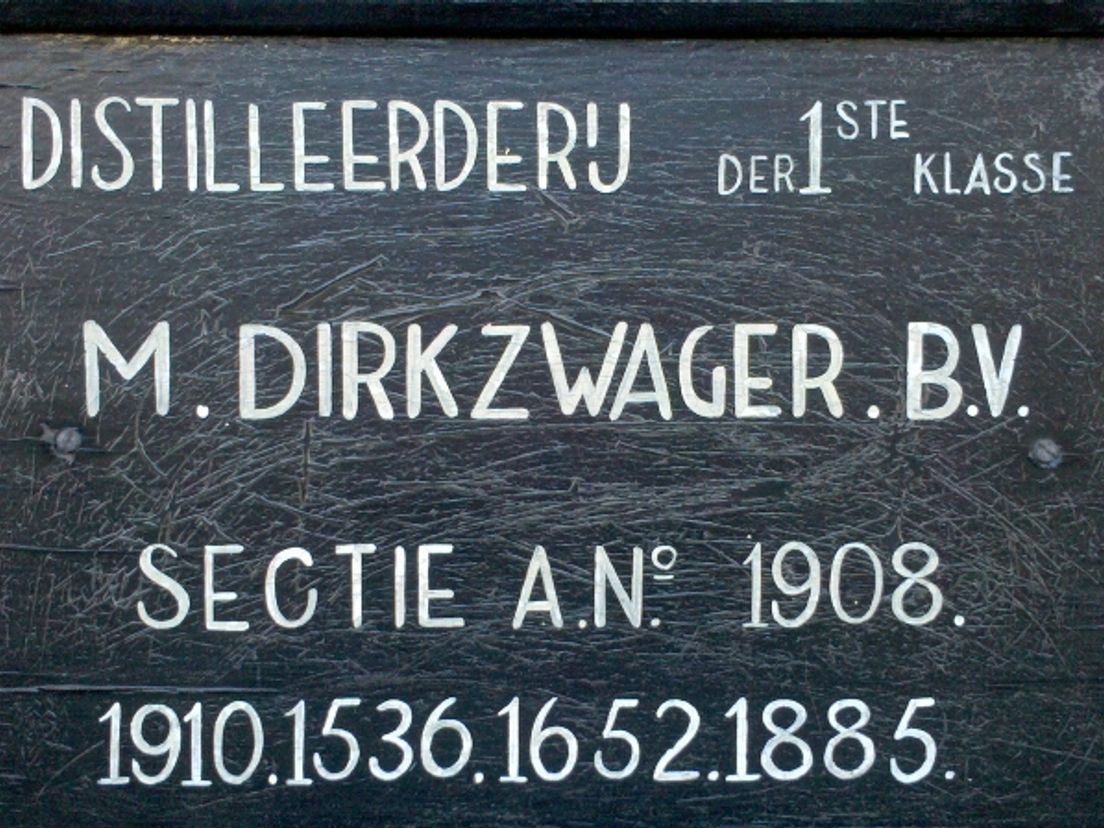 DISTILLEERDERIJ DER 1STE KLASSE
M. DIRKZWAGER. B.V.
SECTIE A.Nº 1908.
1910.1536.1652.1885.